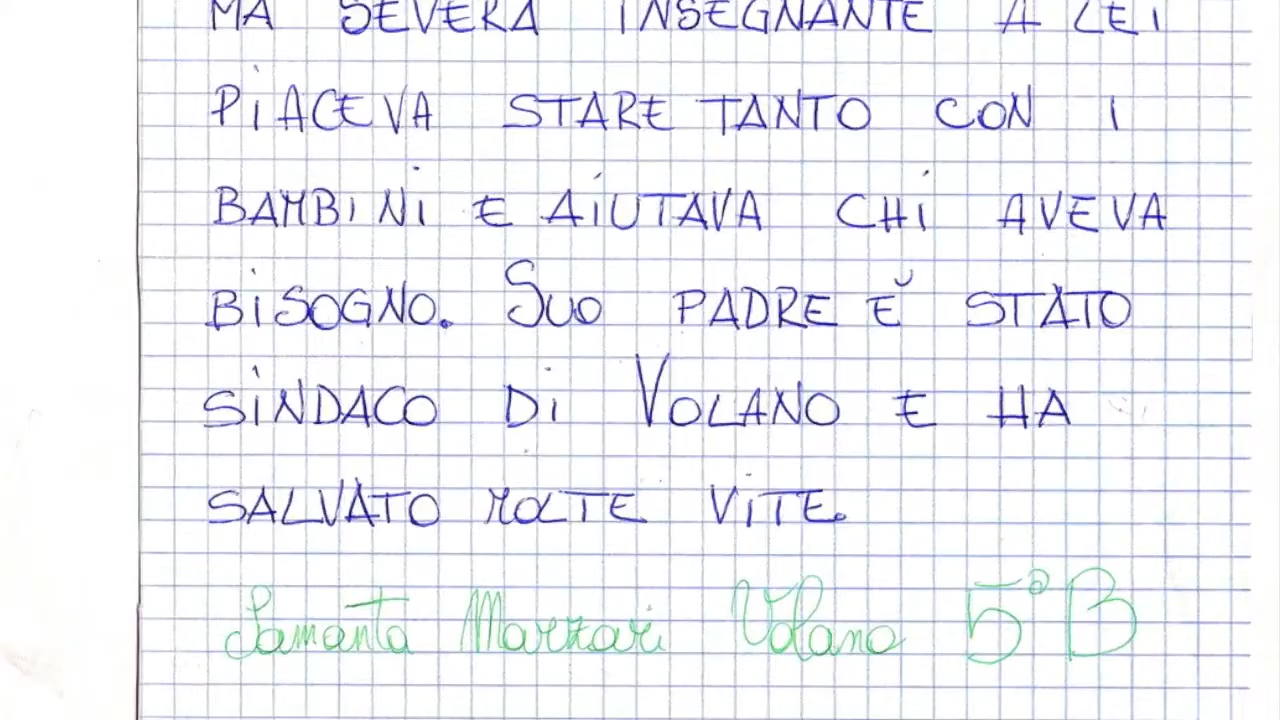 MA SEVERA INSEGNANTE A LEI
PiACEVA STARE TANTO CON I
BAMBINi E AiUTAVA CHi AVEVA
BiSOGNO. SUO PADRE E˘ STATO
SiNDACO Di VOLANO E HA
SALVATO MOLTE ViTE.
Samanta Marzari Volano 5° B